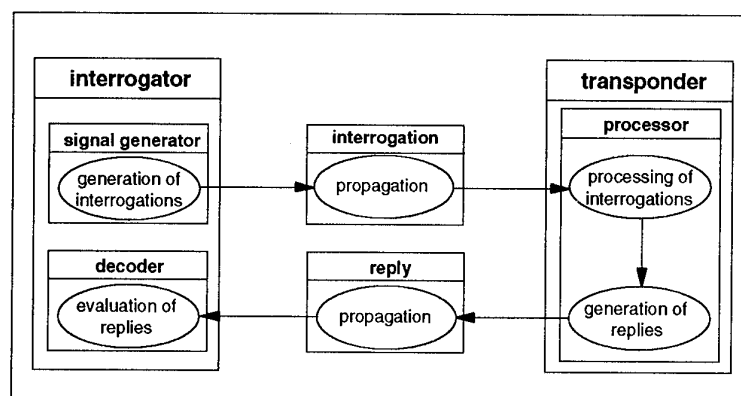 interrogator
signal generator
generation of
interrogations
decoder
evaluation of
replies
interrogation
propagation
reply
propagation
transponder
processor
processing of
interrogations
generation of
replies